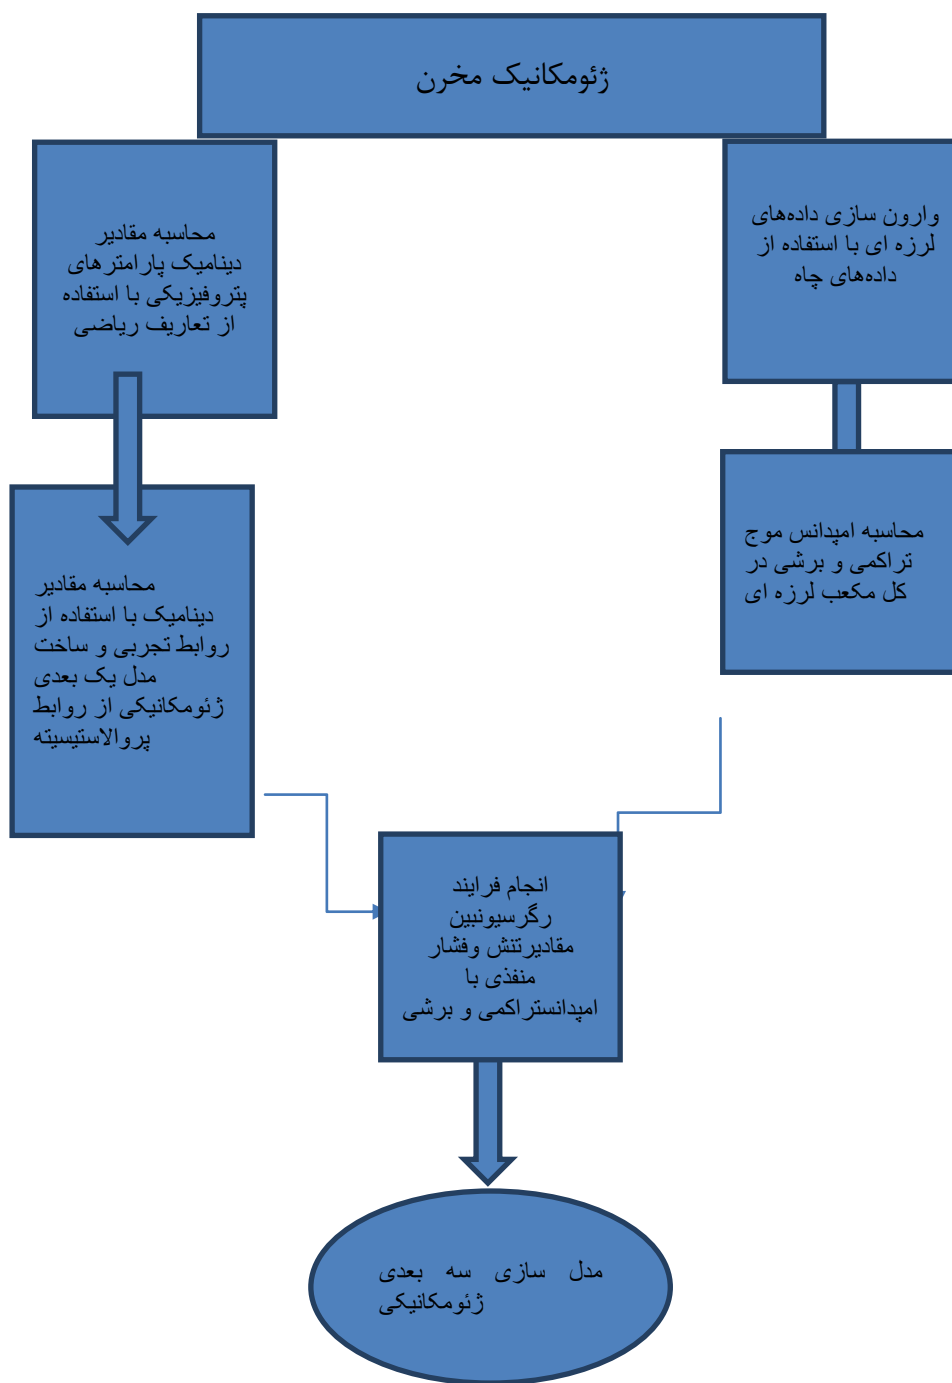 ژئومکانیک مخرن
وارون سازی داده‌های
لرزه ای با استفاده از
داده‌های چاه
محاسبه مقادیر
دینامیک پارامترهای
پتروفیزیکی با استفاده
از تعاریف ریاضی
محاسبه امپدانس موج
تراکمی و برشی در
کل مکعب لرزه ای
محاسبه مقادیر
دینامیک با استفاده از
روابط تجربی و ساخت
مدل یک بعدی
ژئومکانیکی از روابط
پروالاستیسیته
انجام فرایند
رگرسیونبین
مقادیرتنش وفشار
منفذی با
امپدانستراکمی و برشی
مدل سازی سه بعدی
ژئومکانیکی